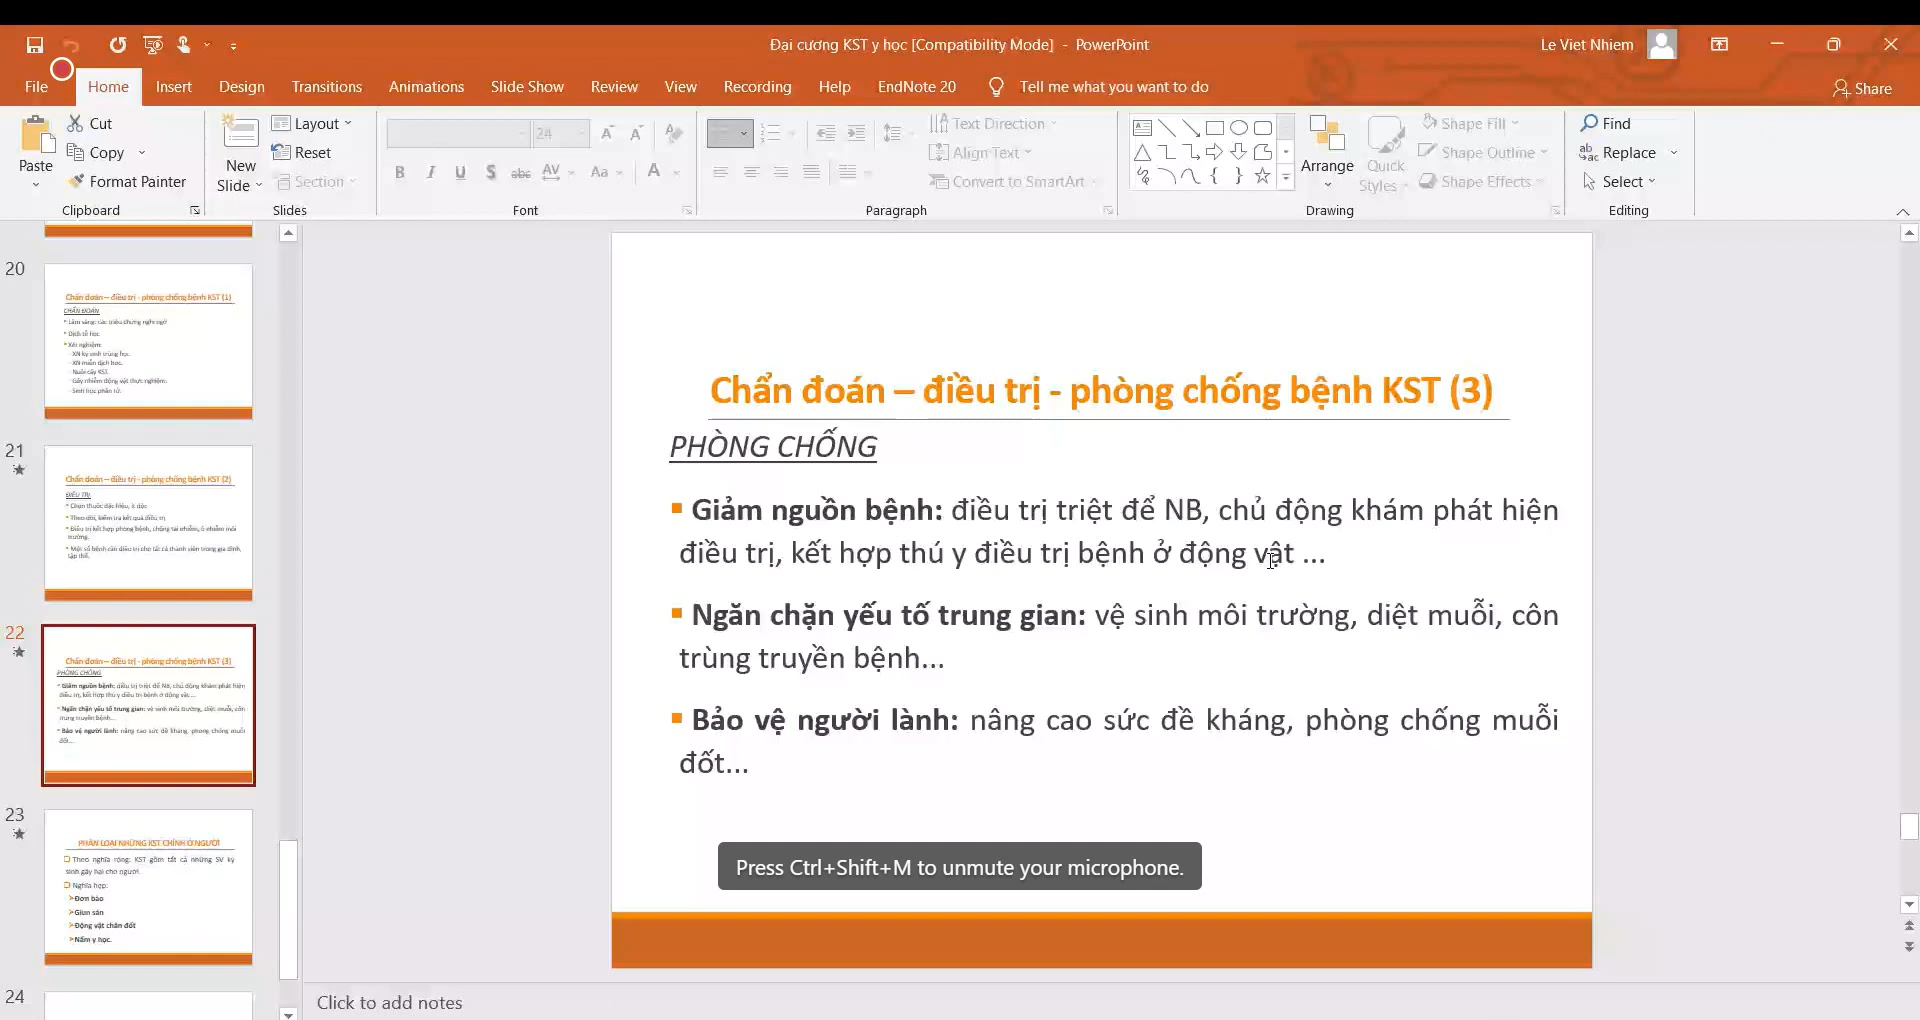 Đại cương KST y học [Compatibility Mode] - PowerPoint
Le Viet Nhiem
File Home Insert Design Transitions Animations Slide Show Review View Recording Help EndNote 20 Tell me what you want to do
Share
Paste
Cut
Copy
Format Painter
Clipboard
New Slide
Layout
Reset
Section
Slides
24
Font
Text Direction
Align Text
Convert to SmartArt
Paragraph
Arrange
Quick Styles
Shape Fill
Shape Outline
Shape Effects
Drawing
Find
Replace
Select
Editing
20
Chẩn đoán – điều trị - phòng chống bệnh KST (1)
CHẨN ĐOÁN
Lâm sàng: các triệu chứng nghi ngờ
Dịch tễ học
Xét nghiệm:
XN ký sinh trùng học.
XN miễn dịch học.
Nuôi cấy KST.
Gây nhiễm động vật thực nghiệm.
Sinh học phân tử.
21
Chẩn đoán – điều trị - phòng chống bệnh KST (2)
ĐIỀU TRỊ
Chọn thuốc đặc hiệu, ít độc
Theo dõi, kiểm tra kết quả điều trị
Điều trị kết hợp phòng bệnh, chống tái nhiễm, ô nhiễm môi
trường.
Một số bệnh cần điều trị cho tất cả thành viên trong gia đình,
tập thể.
22
Chẩn đoán – điều trị - phòng chống bệnh KST (3)
PHÒNG CHỐNG
Giảm nguồn bệnh: điều trị triệt để NB, chủ động khám phát hiện
điều trị, kết hợp thú y điều trị bệnh ở động vật ...
Ngăn chặn yếu tố trung gian: vệ sinh môi trường, diệt muỗi, côn
trùng truyền bệnh...
Bảo vệ người lành: nâng cao sức đề kháng, phòng chống muỗi
đốt...
23
PHÂN LOẠI NHỮNG KST CHÍNH Ở NGƯỜI
Theo nghĩa rộng: KST gồm tất cả những SV ký
sinh gây hại cho người.
Nghĩa hẹp:
Đơn bào
Giun sán
Động vật chân đốt
Nấm y học.
24
Chẩn đoán – điều trị - phòng chống bệnh KST (3)
PHÒNG CHỐNG
Giảm nguồn bệnh: điều trị triệt để NB, chủ động khám phát hiện
điều trị, kết hợp thú y điều trị bệnh ở động vật ...
Ngăn chặn yếu tố trung gian: vệ sinh môi trường, diệt muỗi, côn
trùng truyền bệnh...
Bảo vệ người lành: nâng cao sức đề kháng, phòng chống muỗi
đốt...
Press Ctrl+Shift+M to unmute your microphone.
Click to add notes